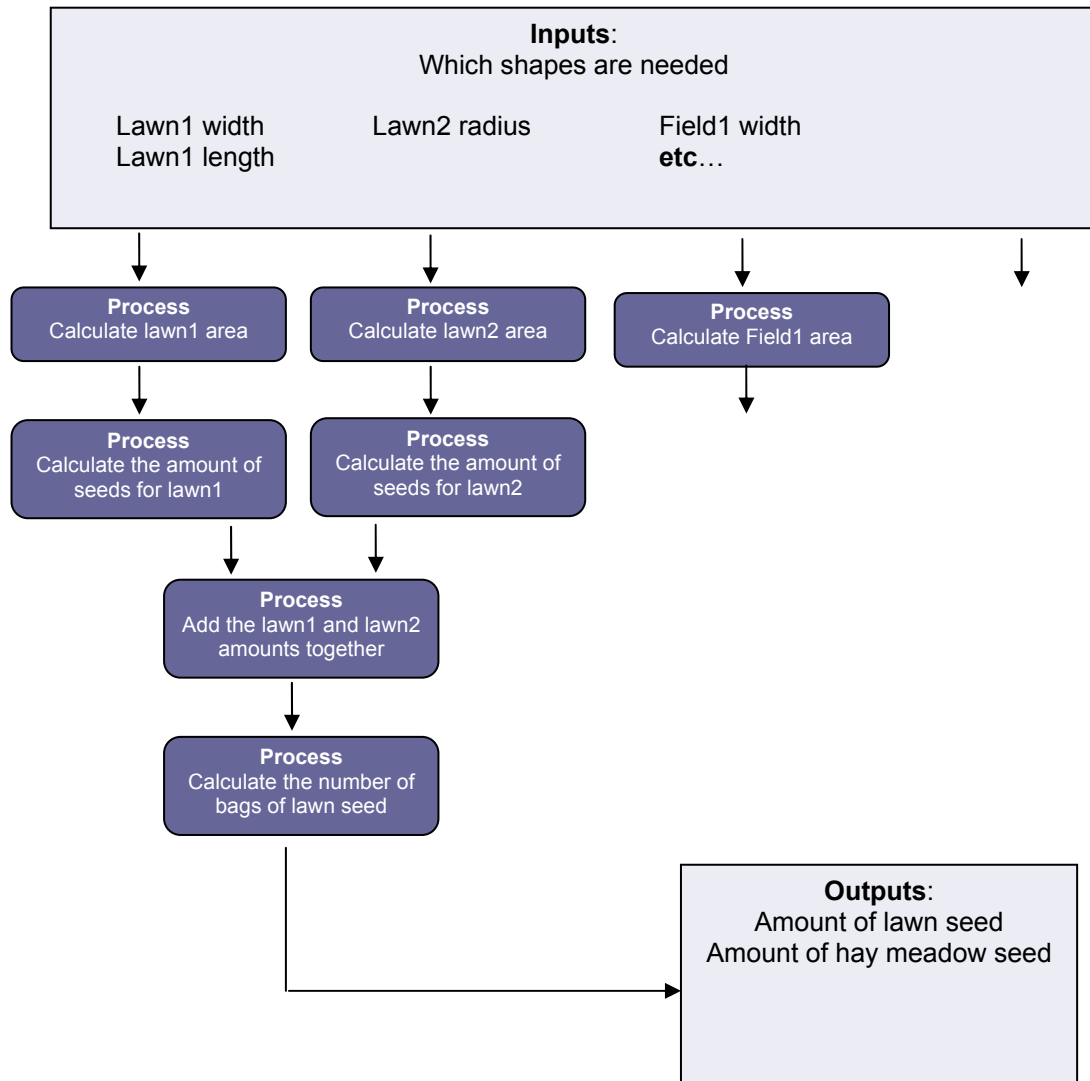 Inputs:
Which shapes are needed
Lawn1 width Lawn2 radius Field1 width
Lawn1 length etc…
Process
Calculate lawn1 area
Process
Calculate lawn2 area
Process
Calculate Field1 area
Process
Calculate the amount of
seeds for lawn1
Process
Calculate the amount of
seeds for lawn2
Process
Add the lawn1 and lawn2
amounts together
Process
Calculate the number of
bags of lawn seed
Outputs:
Amount of lawn seed
Amount of hay meadow seed